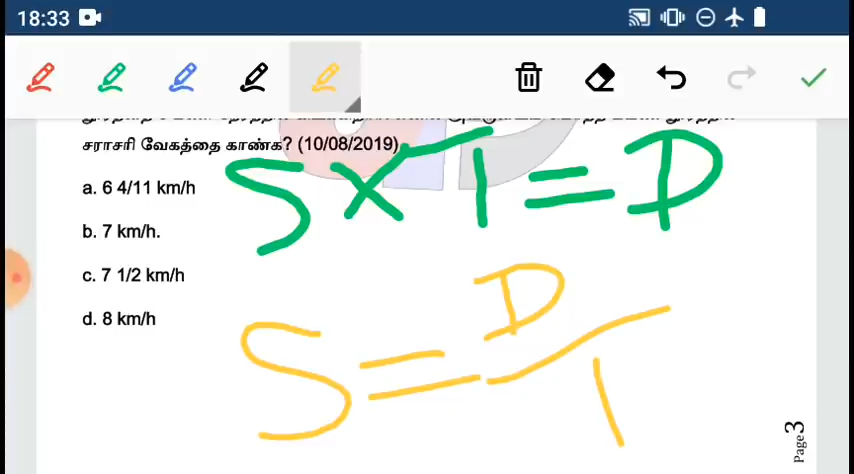 18:33
சராசரி வேகத்தை காண்க? (10/08/2019)
a. 6 4/11 km/h
b. 7 km/h.
c. 7 1/2 km/h
d. 8 km/h
S X T = D
S = D / T
Page 3